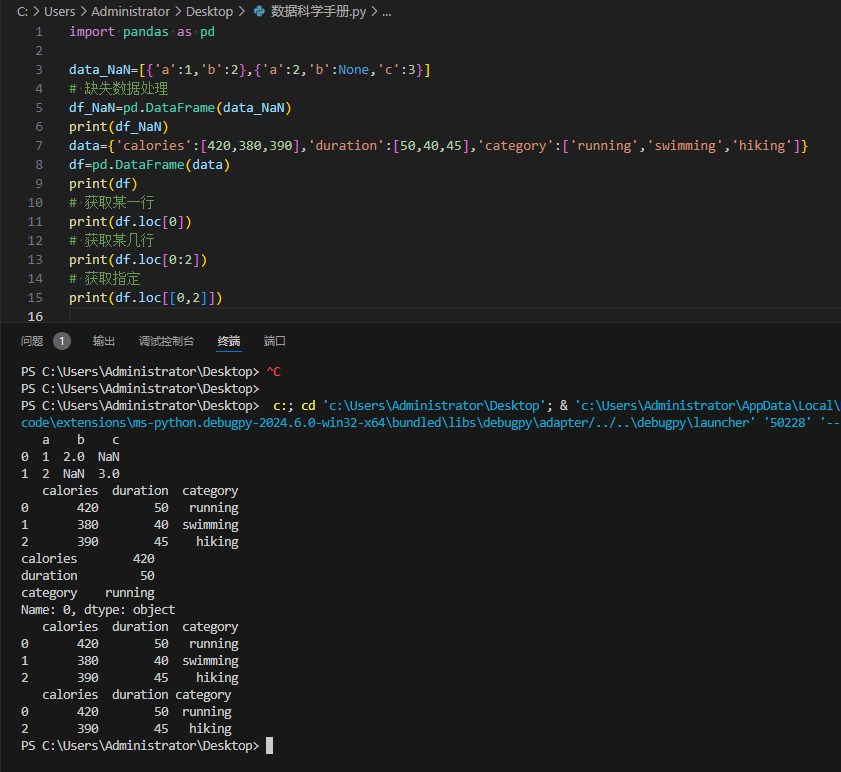 C: > Users > Administrator > Desktop > 数据科学手册.py > ...
1 import pandas as pd
2
3 data_NaN=[{'a':1,'b':2},{'a':2,'b':None,'c':3}]
4 # 缺失数据处理
5 df_NaN=pd.DataFrame(data_NaN)
6 print(df_NaN)
7 data={'calories':[420,380,390],'duration':[50,40,45],'category':['running','swimming','hiking']}
8 df=pd.DataFrame(data)
9 print(df)
10 # 获取某一行
11 print(df.loc[0])
12 # 获取某几行
13 print(df.loc[0:2])
14 # 获取指定
15 print(df.loc[[0,2]])
16
问题 1 输出 调试控制台 终端 端口
PS C:\Users\Administrator\Desktop> ^C
PS C:\Users\Administrator\Desktop>
PS C:\Users\Administrator\Desktop>  c:; cd 'c:\Users\Administrator\Desktop'; & 'c:\Users\Administrator\AppData\Local\
code\extensions\ms-python.debugpy-2024.6.0-win32-x64\bundled\libs\debugpy\adapter/../..\debugpy\launcher' '50228' '--
   a    b    c
0  1  2.0  NaN
1  2  NaN  3.0
   calories  duration  category
0       420        50   running
1       380        40  swimming
2       390        45    hiking
calories        420
duration         50
category    running
Name: 0, dtype: object
   calories  duration  category
0       420        50   running
1       380        40  swimming
2       390        45    hiking
   calories  duration category
0       420        50  running
2       390        45   hiking
PS C:\Users\Administrator\Desktop>